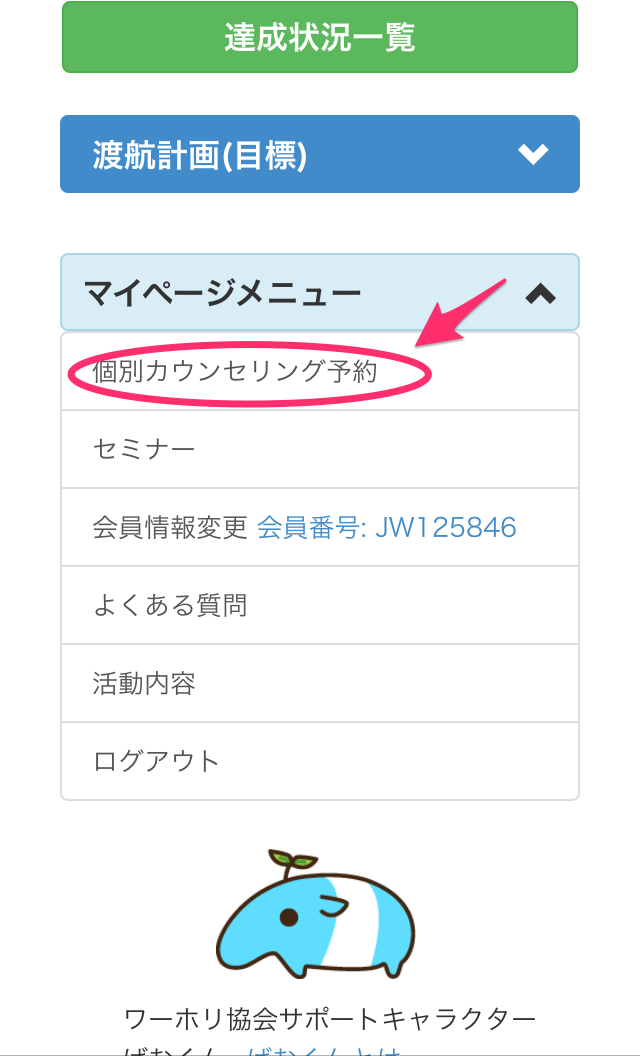 達成状況一覧
渡航計画(目標)
マイページメニュー
個別カウンセリング予約
セミナー
会員情報変更 会員番号: JW125846
よくある質問
活動内容
ログアウト
ワーホリ協会サポートキャラクター